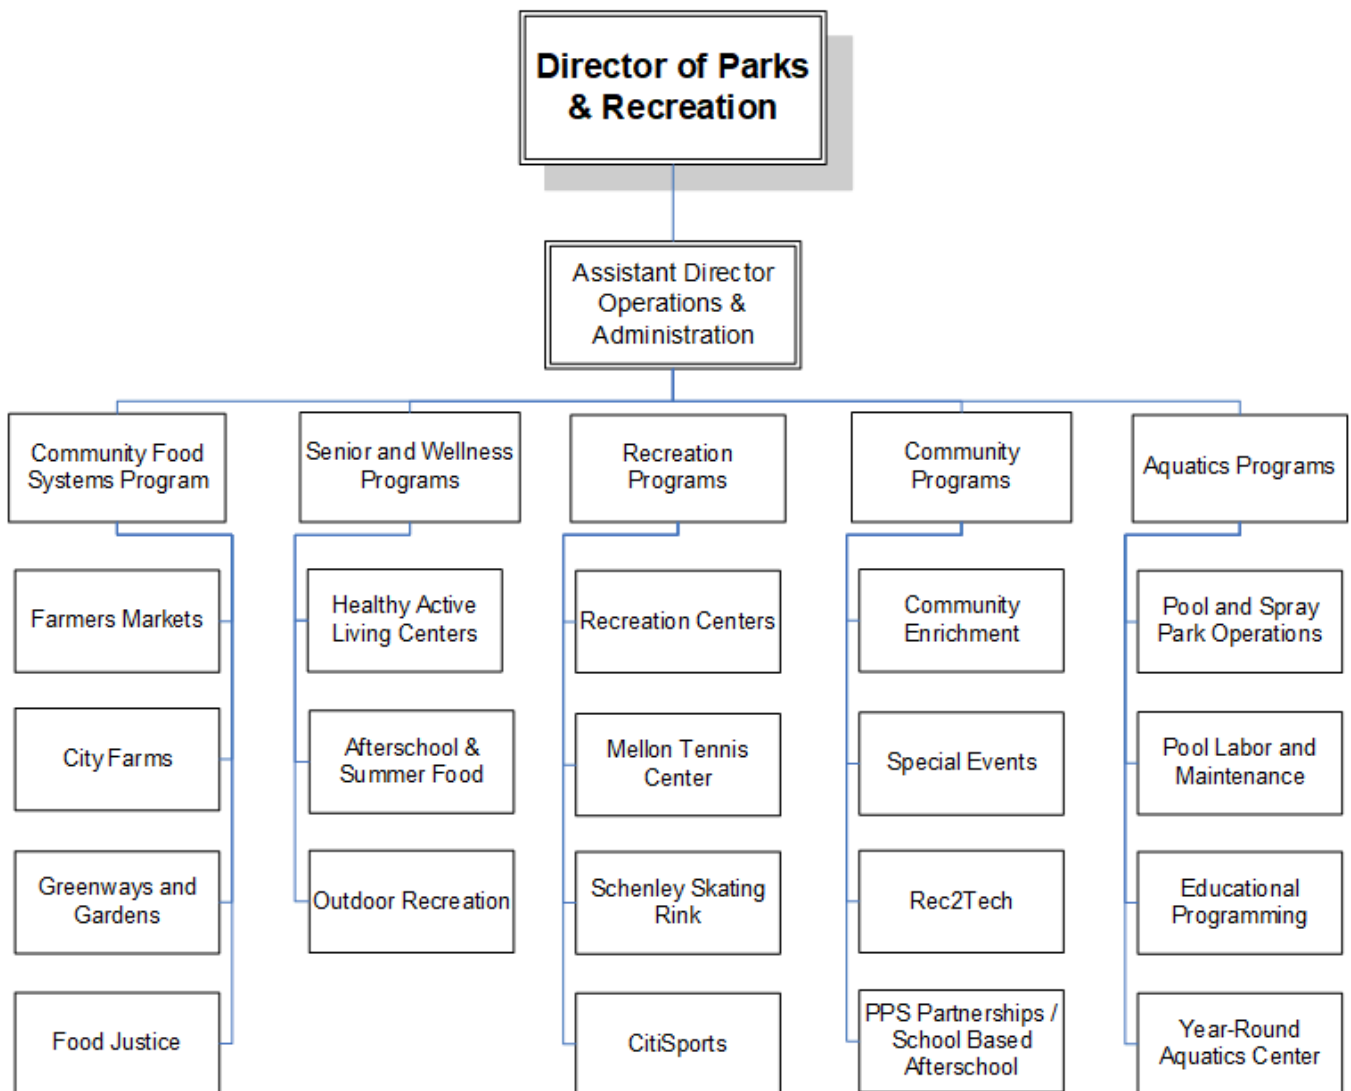 Director of Parks
& Recreation
Assistant Director
Operations &
Administration
Community Food
Systems Program
Senior and Wellness
Programs
Recreation
Programs
Community
Programs
Aquatics Programs
Farmers Markets
Healthy Active
Living Centers
Recreation Centers
Community
Enrichment
Pool and Spray
Park Operations
City Farms
Afterschool &
Summer Food
Mellon Tennis
Center
Special Events
Pool Labor and
Maintenance
Greenways and
Gardens
Outdoor Recreation
Schenley Skating
Rink
Rec2Tech
Educational
Programming
Food Justice
CitiSports
PPS Partnerships /
School Based
Afterschool
Year-Round
Aquatics Center